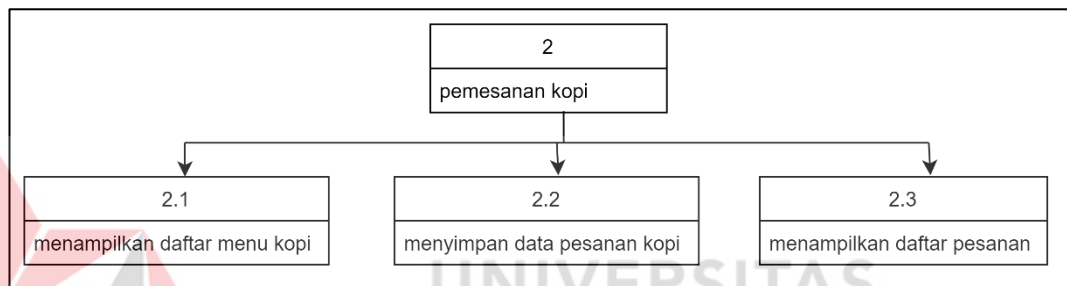 2
pemesanan kopi
2.1
menampilkan daftar menu kopi
2.2
menyimpan data pesanan kopi
2.3
menampilkan daftar pesanan
UNIVERSITAS